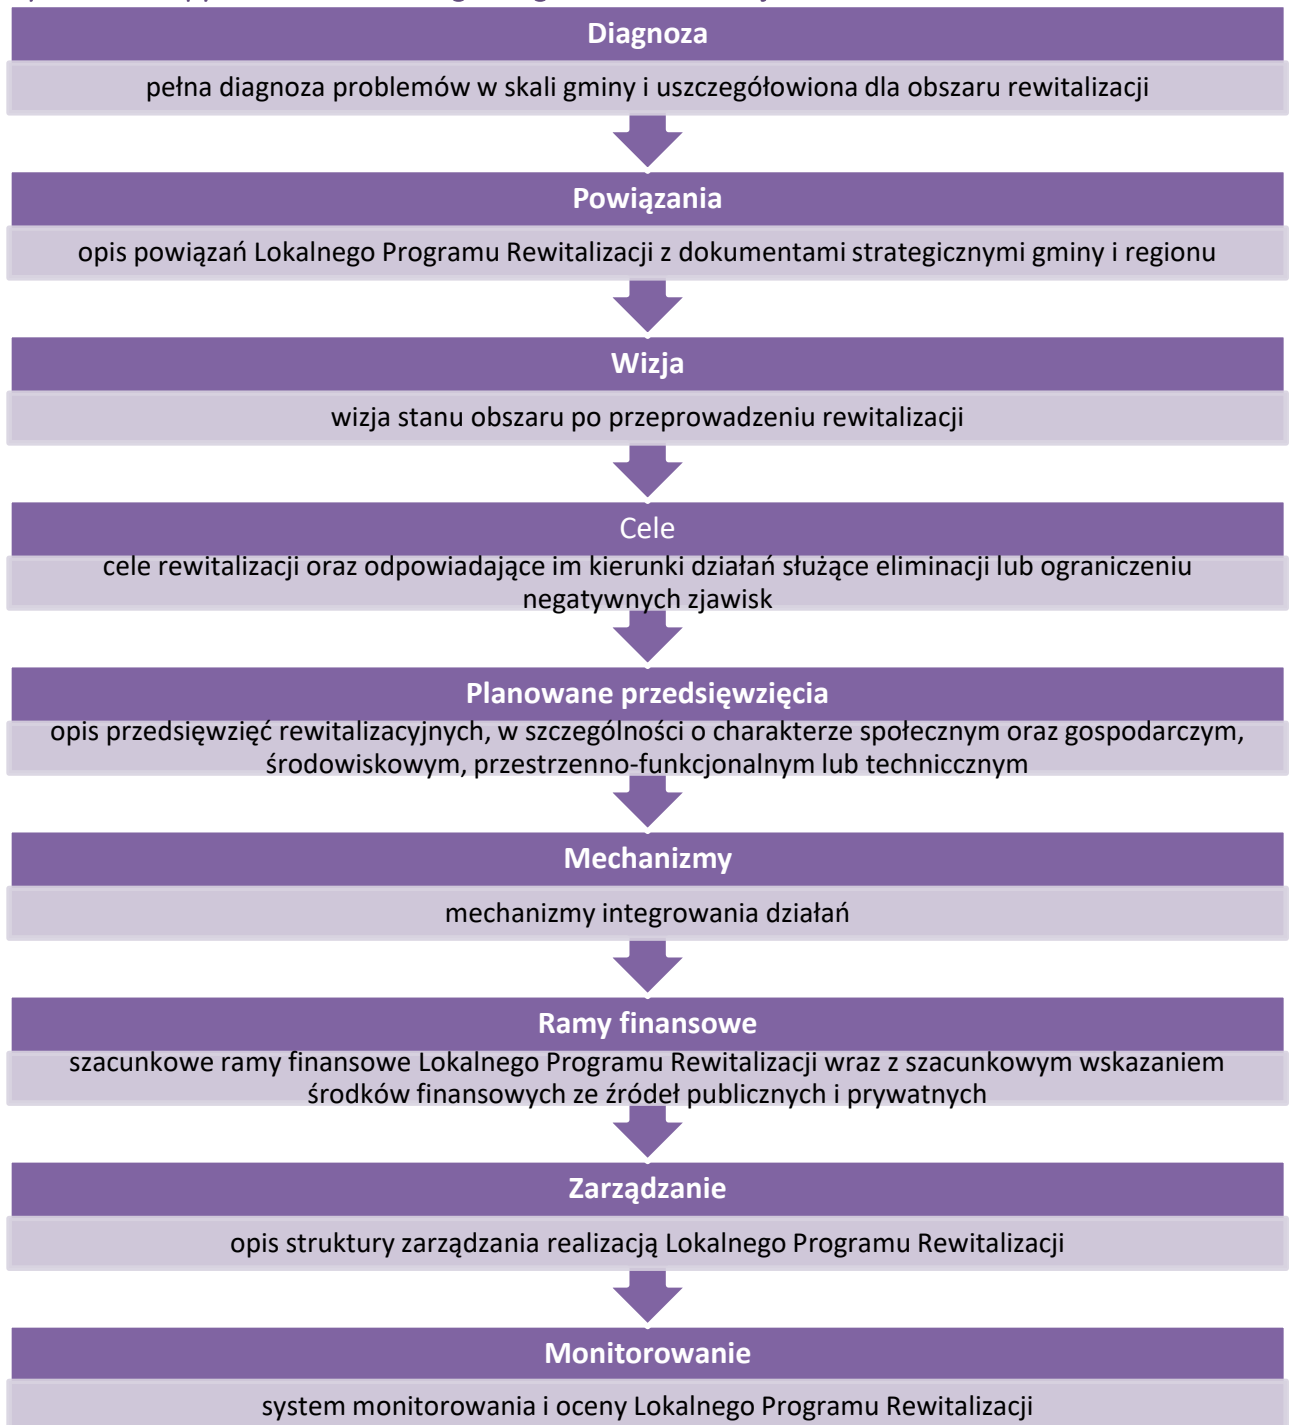 Diagnoza
pełna diagnoza problemów w skali gminy i uszczegółowiona dla obszaru rewitalizacji
Powiązania
opis powiązań Lokalnego Programu Rewitalizacji z dokumentami strategicznymi gminy i regionu
Wizja
wizja stanu obszaru po przeprowadzeniu rewitalizacji
Cele
cele rewitalizacji oraz odpowiadające im kierunki działań służące eliminacji lub ograniczeniu
negatywnych zjawisk
Planowane przedsięwzięcia
opis przedsięwzięć rewitalizacyjnych, w szczególności o charakterze społecznym oraz gospodarczym,
środowiskowym, przestrzenno-funkcjonalnym lub techniccznym
Mechanizmy
mechanizmy integrowania działań
Ramy finansowe
szacunkowe ramy finansowe Lokalnego Programu Rewitalizacji wraz z szacunkowym wskazaniem
środków finansowych ze źródeł publicznych i prywatnych
Zarządzanie
opis struktury zarządzania realizacją Lokalnego Programu Rewitalizacji
Monitorowanie
system monitorowania i oceny Lokalnego Programu Rewitalizacji